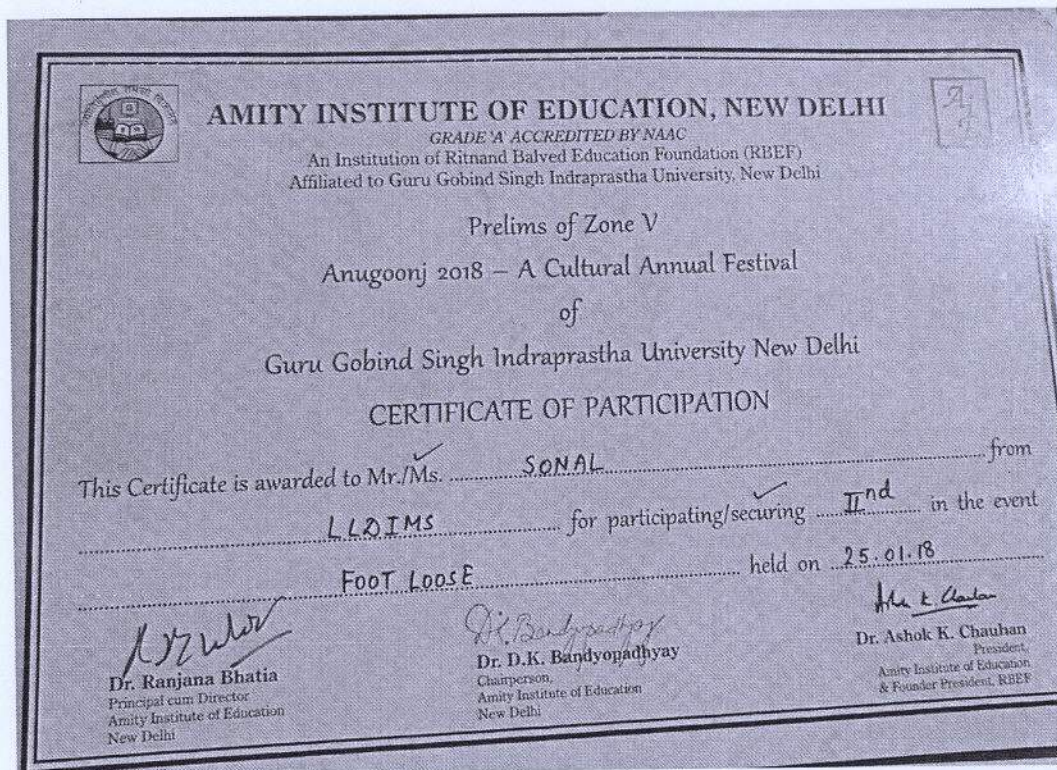 AMITY INSTITUTE OF EDUCATION, NEW DELHI
GRADE 'A' ACCREDITED BY NAAC
An Institution of Ritnand Balved Education Foundation (RBEF)
Affiliated to Guru Gobind Singh Indraprastha University, New Delhi
Prelims of Zone V
Anugoonj 2018 – A Cultural Annual Festival
of
Guru Gobind Singh Indraprastha University New Delhi
CERTIFICATE OF PARTICIPATION
This Certificate is awarded to Mr./Ms. SONAL from
LLDIMS for participating/securing IInd in the event
FOOT LOOSE held on 25.01.18
Dr. Ranjana Bhatia
Principal cum Director
Amity Institute of Education
New Delhi
Dr. D.K. Bandyopadhyay
Chairperson,
Amity Institute of Education
New Delhi
Dr. Ashok K. Chauhan
President,
Amity Institute of Education
& Founder President, RBEF